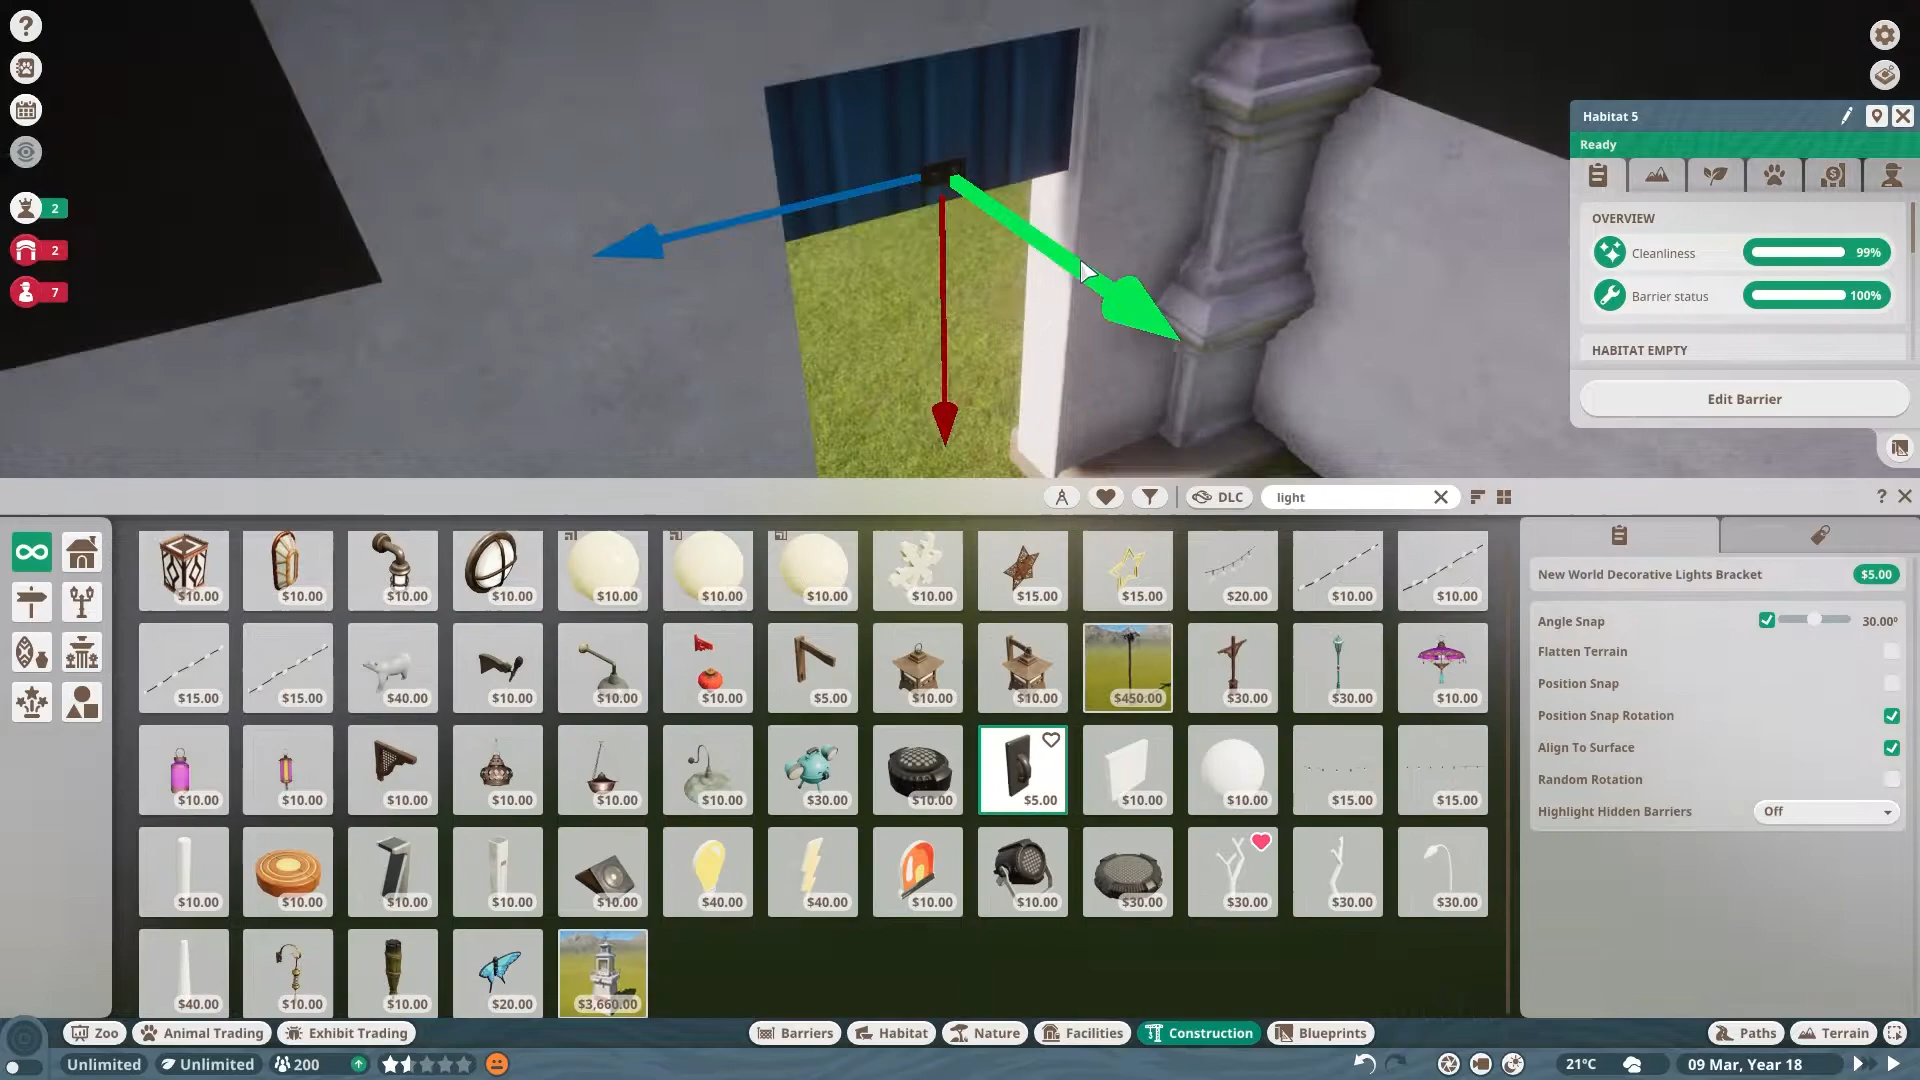 ?
2
2
7
Habitat 5
Ready
OVERVIEW
Cleanliness 99%
Barrier status 100%
HABITAT EMPTY
Edit Barrier
DLC
light
?
$10.00 $10.00 $10.00 $10.00 $10.00 $10.00 $10.00 $10.00 $15.00 $15.00 $20.00 $10.00 $10.00
$15.00 $15.00 $40.00 $10.00 $10.00 $10.00 $5.00 $10.00 $10.00 $450.00 $30.00 $30.00 $10.00
$10.00 $10.00 $10.00 $10.00 $10.00 $10.00 $30.00 $10.00 $5.00 $10.00 $10.00 $15.00 $15.00
$10.00 $10.00 $10.00 $10.00 $10.00 $40.00 $40.00 $10.00 $10.00 $30.00 $30.00 $30.00 $30.00
$40.00 $10.00 $10.00 $20.00 $3,660.00
New World Decorative Lights Bracket $5.00
Angle Snap 30.00°
Flatten Terrain
Position Snap
Position Snap Rotation
Align To Surface
Random Rotation
Highlight Hidden Barriers Off
Zoo Animal Trading Exhibit Trading Barriers Habitat Nature Facilities Construction Blueprints Paths Terrain
Unlimited Unlimited 200 21°C 09 Mar, Year 18